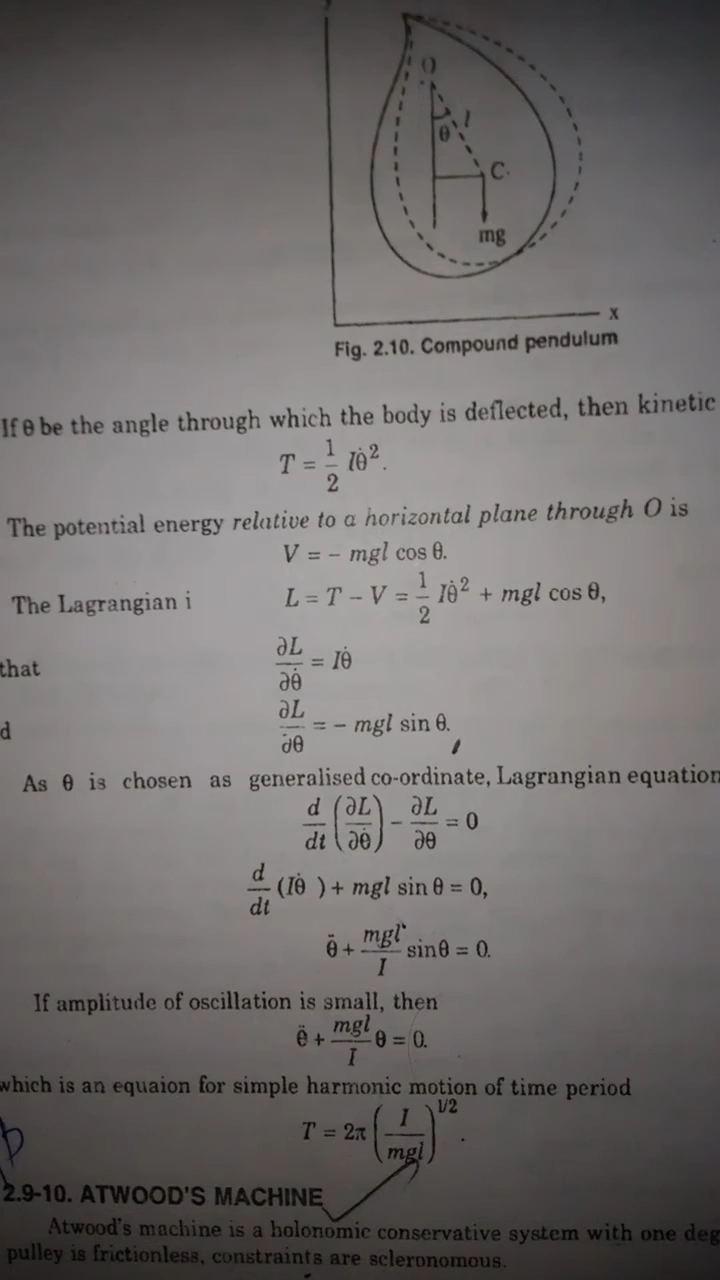 O
l
θ
C
mg
x
Fig. 2.10. Compound pendulum
If θ be the angle through which the body is deflected, then kinetic
T = 1/2 Iθ̇².
The potential energy relative to a horizontal plane through O is
V = – mgl cos θ.
The Lagrangian i L = T – V = 1/2 Iθ̇² + mgl cos θ,
that ∂L/∂θ̇ = Iθ̇
d ∂L/∂θ = – mgl sin θ.
As θ is chosen as generalised co-ordinate, Lagrangian equation
d/dt (∂L/∂θ̇) – ∂L/∂θ = 0
d/dt (Iθ̇ ) + mgl sin θ = 0,
θ̈ + mgl/I sinθ = 0.
If amplitude of oscillation is small, then
θ̈ + mgl/I θ = 0.
which is an equaion for simple harmonic motion of time period
T = 2π (I/mgl)^1/2 .
2.9-10. ATWOOD'S MACHINE
Atwood's machine is a holonomic conservative system with one deg
pulley is frictionless, constraints are scleronomous.